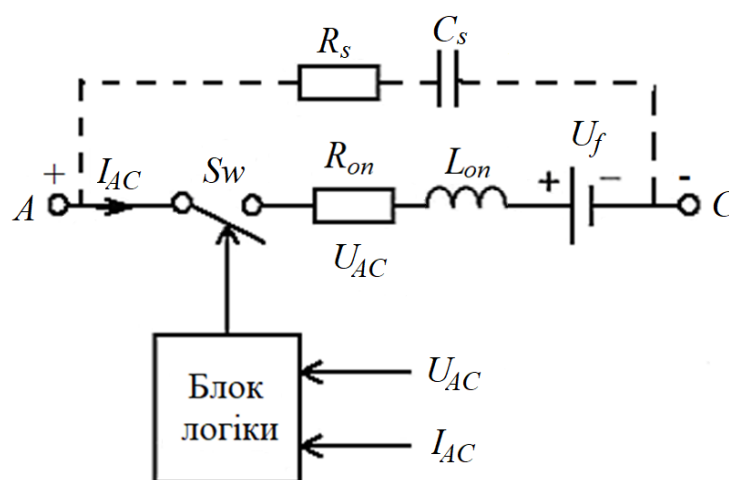 R_s
C_s
U_f
+
I_AC
Sw
R_on
L_on
+
−
-
A
C
U_AC
Блок
логіки
U_AC
I_AC